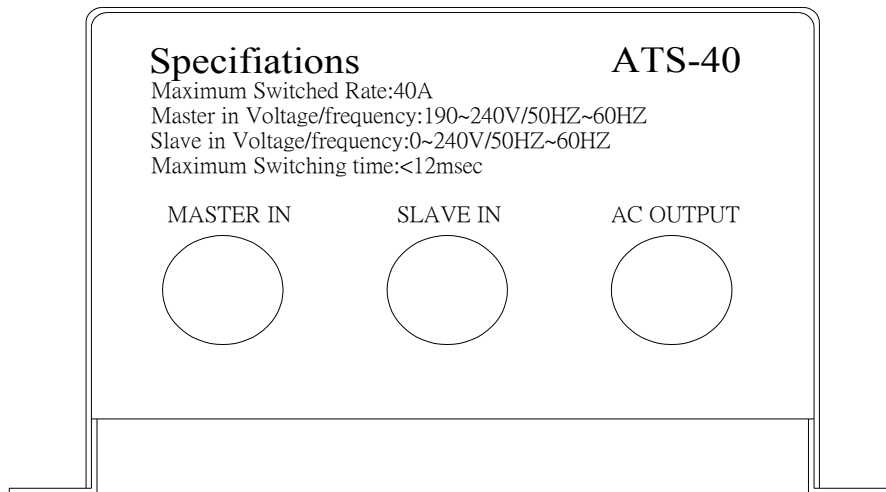 Specifiations ATS-40
Maximum Switched Rate:40A
Master in Voltage/frequency:190~240V/50HZ~60HZ
Slave in Voltage/frequency:0~240V/50HZ~60HZ
Maximum Switching time:<12msec
MASTER IN SLAVE IN AC OUTPUT